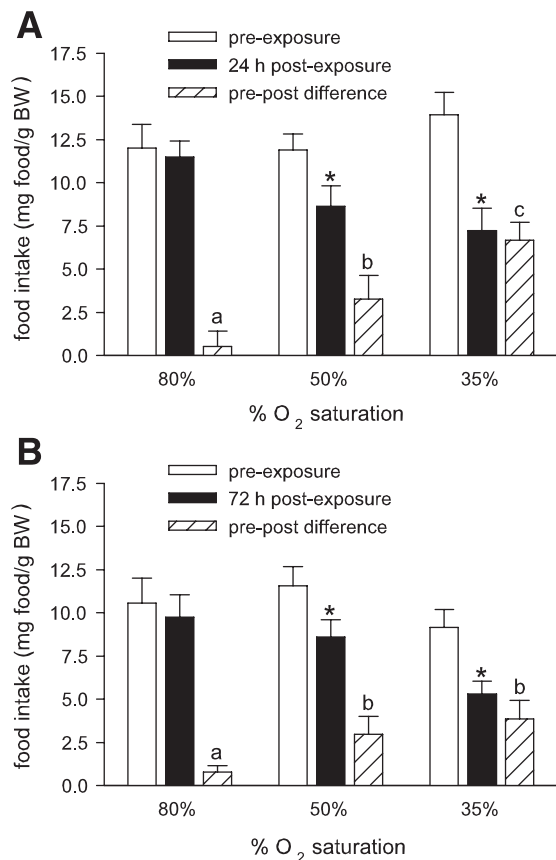 A
pre-exposure
24 h post-exposure
pre-post difference
food intake (mg food/g BW)
17.5
15.0
12.5
10.0
7.5
5.0
2.5
0.0
a
*
b
*
c
80% 50% 35%
% O2 saturation
B
pre-exposure
72 h post-exposure
pre-post difference
food intake (mg food/g BW)
17.5
15.0
12.5
10.0
7.5
5.0
2.5
0.0
a
*
b
*
b
80% 50% 35%
% O2 saturation